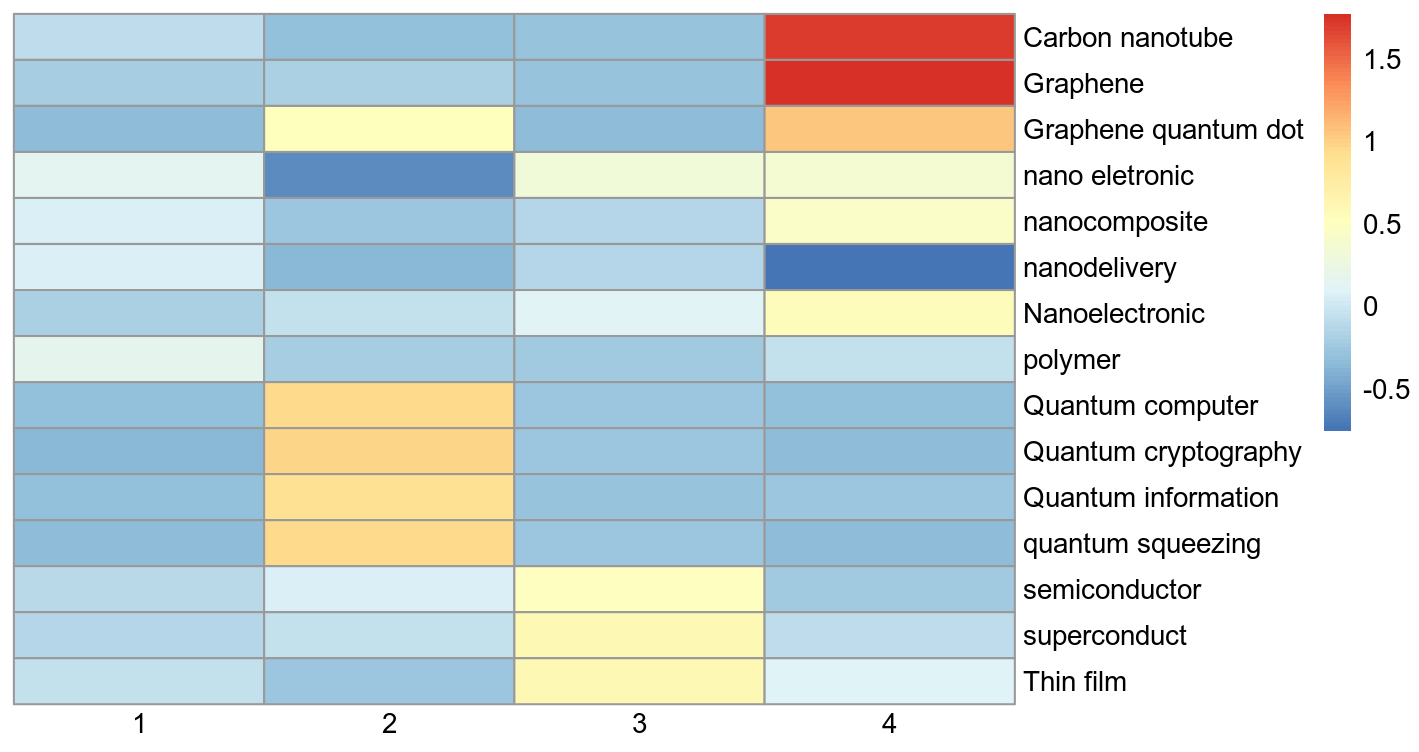 Carbon nanotube
Graphene
Graphene quantum dot
nano eletronic
nanocomposite
nanodelivery
Nanoelectronic
polymer
Quantum computer
Quantum cryptography
Quantum information
quantum squeezing
semiconductor
superconduct
Thin film
1 2 3 4
1.5
1
0.5
0
-0.5